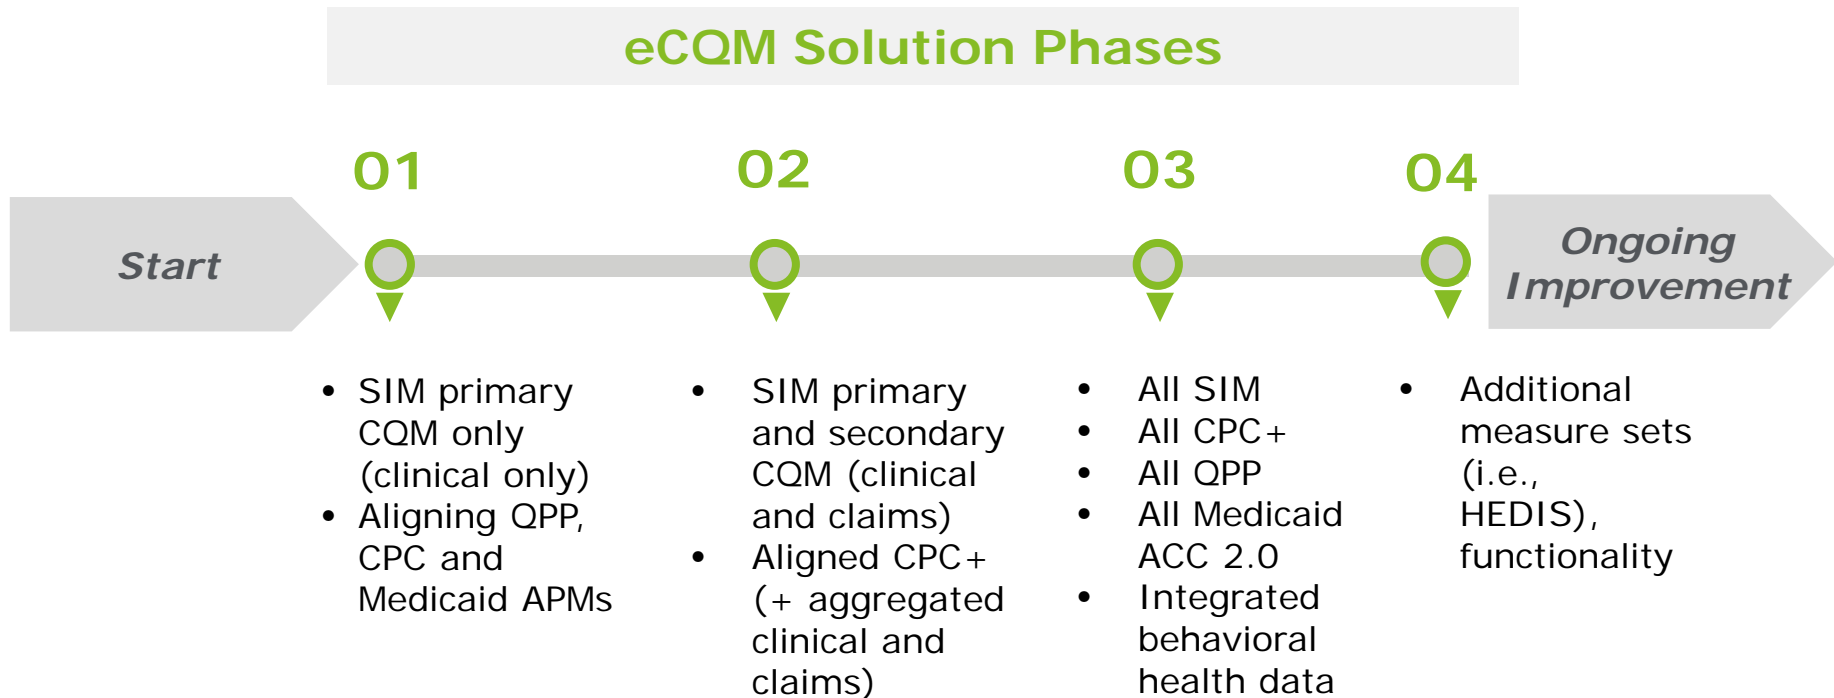 eCQM Solution Phases
Start
01
• SIM primary
CQM only
(clinical only)
• Aligning QPP,
CPC and
Medicaid APMs
02
• SIM primary
and secondary
CQM (clinical
and claims)
• Aligned CPC+
(+ aggregated
clinical and
claims)
03
• All SIM
• All CPC+
• All QPP
• All Medicaid
ACC 2.0
• Integrated
behavioral
health data
04
• Additional
measure sets
(i.e.,
HEDIS),
functionality
Ongoing
Improvement